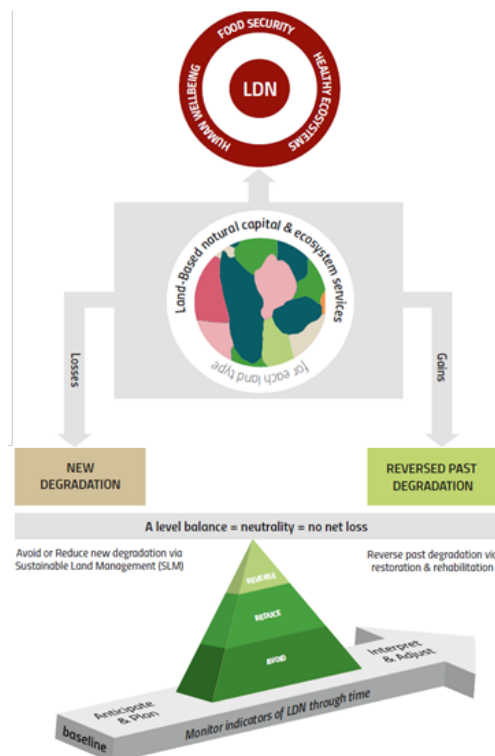 FOOD SECURITY
HUMAN WELLBEING
HEALTHY ECOSYSTEMS
LDN
Land-Based natural capital & ecosystem services
for each land type
Losses
Gains
NEW
DEGRADATION
REVERSED PAST
DEGRADATION
A level balance = neutrality = no net loss
Avoid or Reduce new degradation via
Sustainable Land Management (SLM)
Reverse past degradation via
restoration & rehabilitation
REVERSE
REDUCE
AVOID
Anticipate
& Plan
Interpret
& Adjust
baseline
Monitor indicators of LDN through time